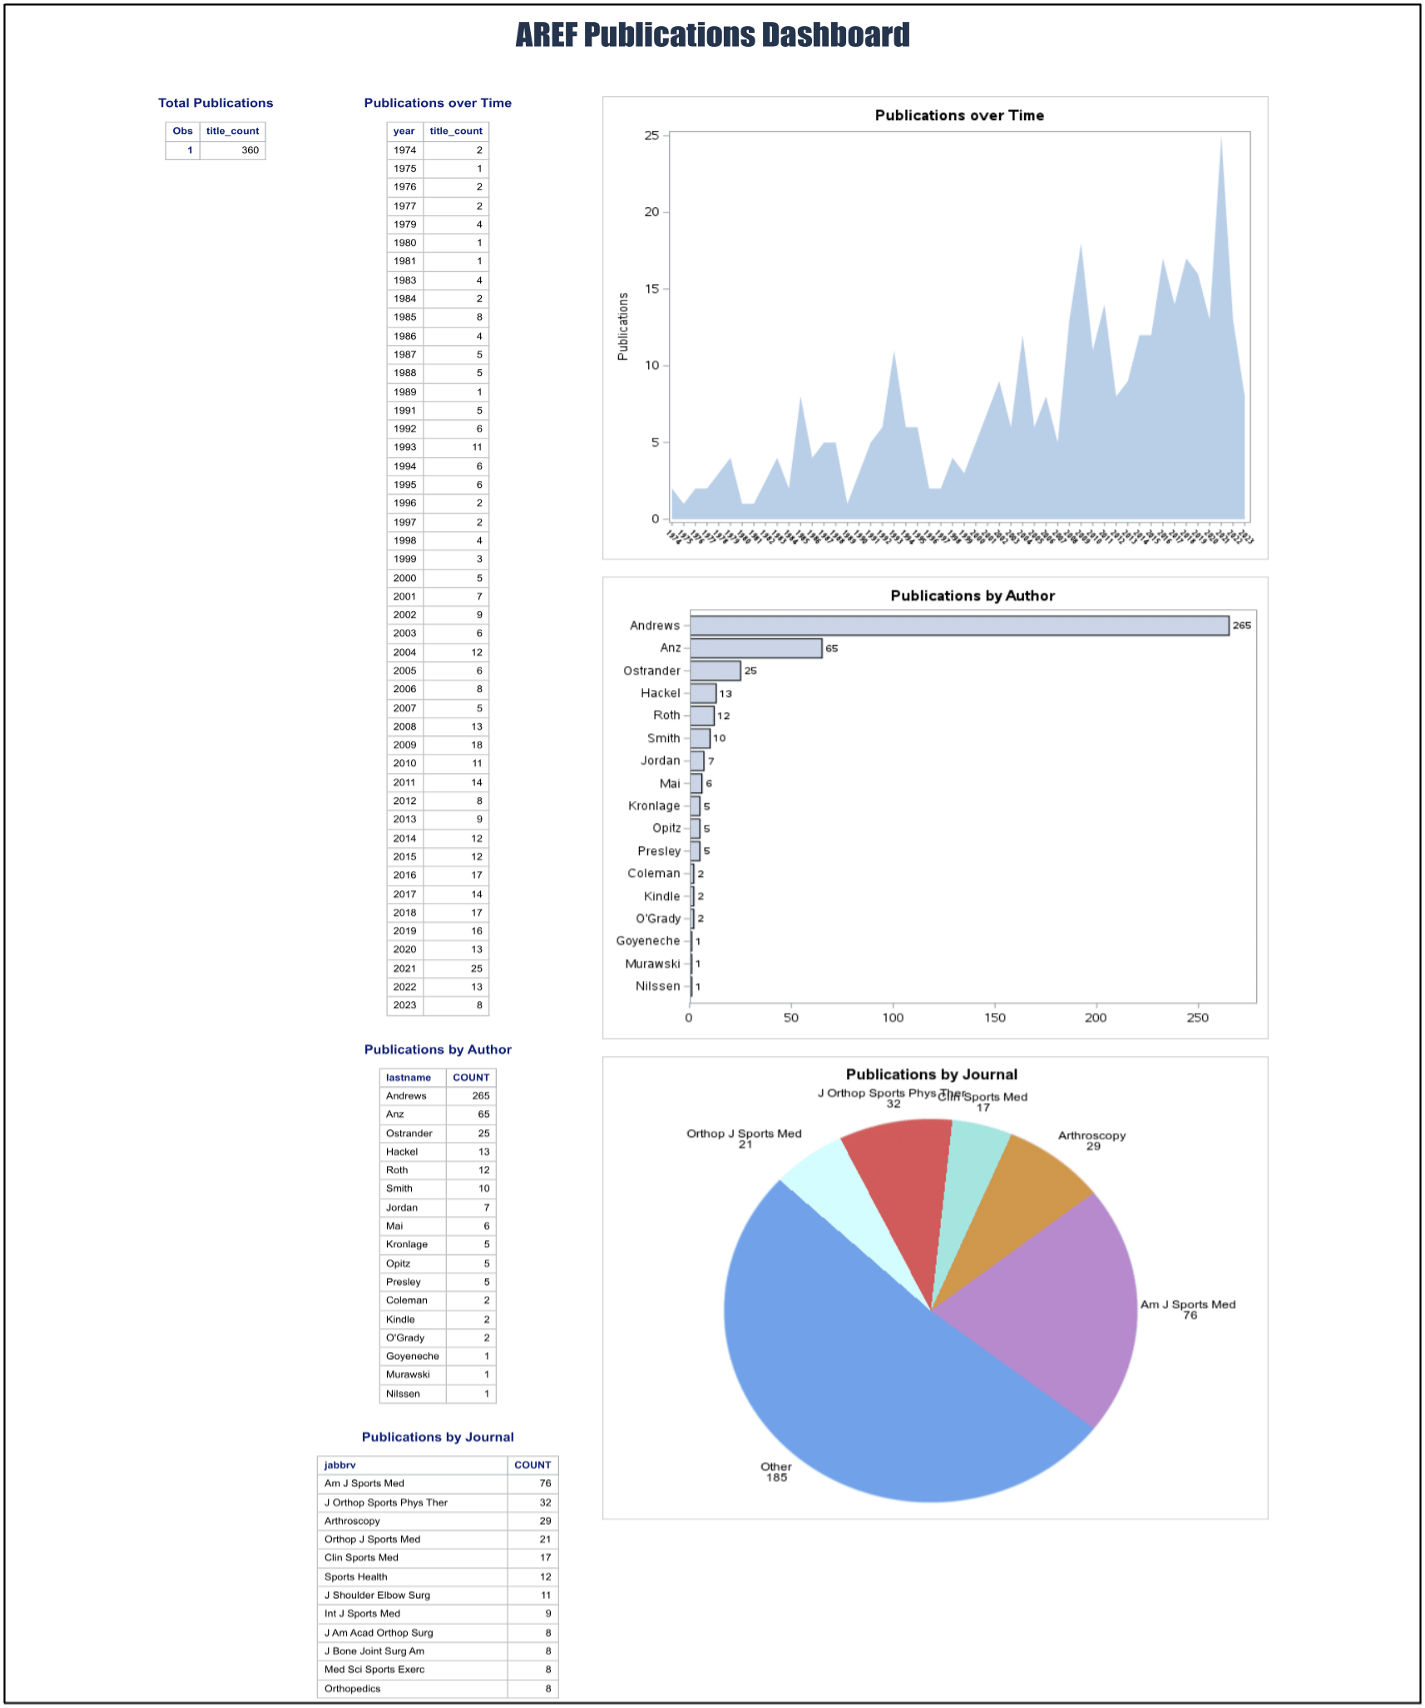 AREF Publications Dashboard
Total Publications
Obs title_count
1 360
Publications over Time
year title_count
1974 2
1975 1
1976 2
1977 2
1979 4
1980 1
1981 1
1983 4
1984 2
1985 8
1986 4
1987 5
1988 5
1989 1
1991 5
1992 6
1993 11
1994 6
1995 6
1996 2
1997 2
1998 4
1999 3
2000 5
2001 7
2002 9
2003 6
2004 12
2005 6
2006 8
2007 5
2008 13
2009 18
2010 11
2011 14
2012 8
2013 9
2014 12
2015 12
2016 17
2017 14
2018 17
2019 16
2020 13
2021 25
2022 13
2023 8
Publications by Author
lastname COUNT
Andrews 265
Anz 65
Ostrander 25
Hackel 13
Roth 12
Smith 10
Jordan 7
Mai 6
Kronlage 5
Opitz 5
Presley 5
Coleman 2
Kindle 2
O'Grady 2
Goyeneche 1
Murawski 1
Nilssen 1
Publications by Journal
jabbrv COUNT
Am J Sports Med 76
J Orthop Sports Phys Ther 32
Arthroscopy 29
Orthop J Sports Med 21
Clin Sports Med 17
Sports Health 12
J Shoulder Elbow Surg 11
Int J Sports Med 9
J Am Acad Orthop Surg 8
J Bone Joint Surg Am 8
Med Sci Sports Exerc 8
Orthopedics 8
Publications over Time
25
20
15
10
5
0
Publications
1974 1975 1976 1977 1978 1979 1980 1981 1982 1983 1984 1985 1986 1987 1988 1989 1990 1991 1992 1993 1994 1995 1996 1997 1998 1999 2000 2001 2002 2003 2004 2005 2006 2007 2008 2009 2010 2011 2012 2013 2014 2015 2016 2017 2018 2019 2020 2021 2022 2023
Publications by Author
Andrews 265
Anz 65
Ostrander 25
Hackel 13
Roth 12
Smith 10
Jordan 7
Mai 6
Kronlage 5
Opitz 5
Presley 5
Coleman 2
Kindle 2
O'Grady 2
Goyeneche 1
Murawski 1
Nilssen 1
0 50 100 150 200 250
Publications by Journal
J Orthop Sports Phys Ther
32
Clin Sports Med
17
Orthop J Sports Med
21
Arthroscopy
29
Am J Sports Med
76
Other
185